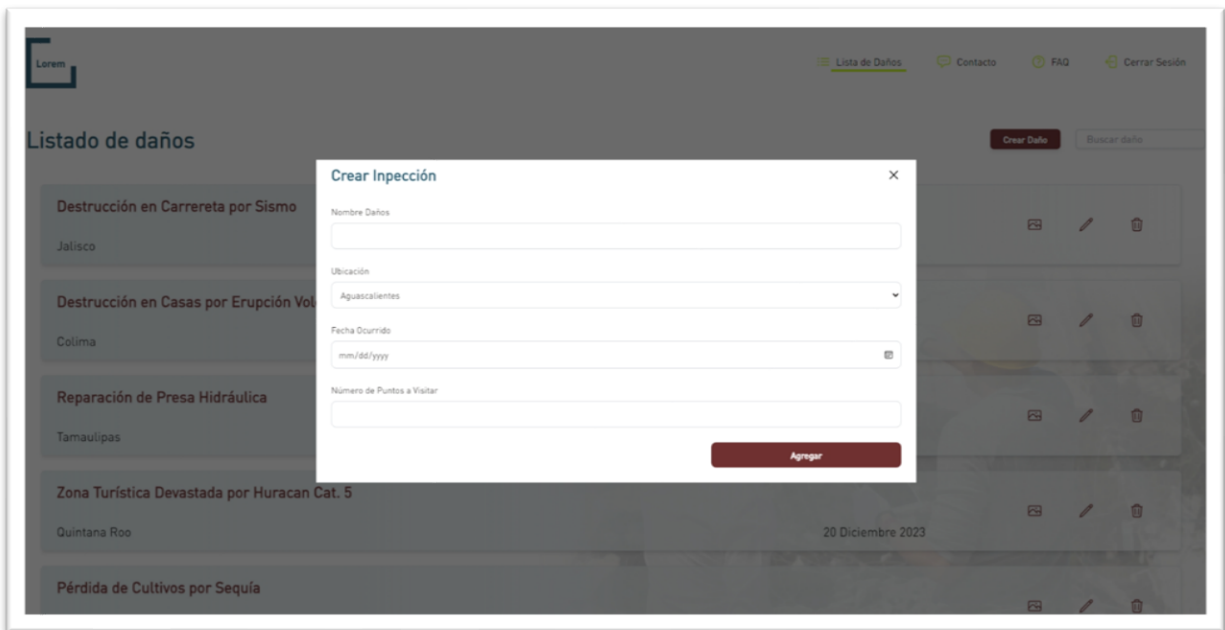 Lorem
Lista de Daños
Contacto
FAQ
Cerrar Sesión
Listado de daños
Crear Daño
Buscar daño
Crear Inpección
Nombre Daños
Ubicación
Aguascalientes
Fecha Ocurrido
mm/dd/yyyy
Número de Puntos a Visitar
Agregar
Destrucción en Carrereta por Sismo
Jalisco
Destrucción en Casas por Erupción Vol
Colima
Reparación de Presa Hidráulica
Tamaulipas
Zona Turística Devastada por Huracan Cat. 5
Quintana Roo
20 Diciembre 2023
Pérdida de Cultivos por Sequía